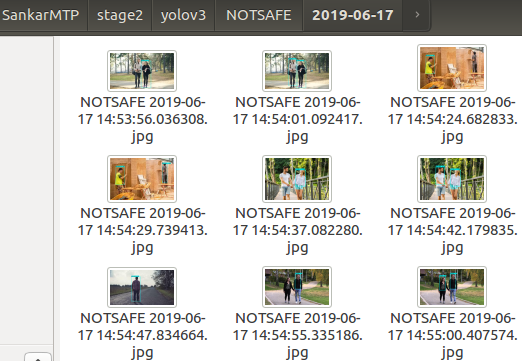 SankarMTP stage2 yolov3 NOTSAFE 2019-06-17
NOTSAFE 2019-06-
17 14:53:56.036308.
jpg
NOTSAFE 2019-06-
17 14:54:01.092417.
jpg
NOTSAFE 2019-06-
17 14:54:24.682833.
jpg
NOTSAFE 2019-06-
17 14:54:29.739413.
jpg
NOTSAFE 2019-06-
17 14:54:37.082280.
jpg
NOTSAFE 2019-06-
17 14:54:42.179835.
jpg
NOTSAFE 2019-06-
17 14:54:47.834664.
jpg
NOTSAFE 2019-06-
17 14:54:55.335186.
jpg
NOTSAFE 2019-06-
17 14:55:00.407574.
jpg